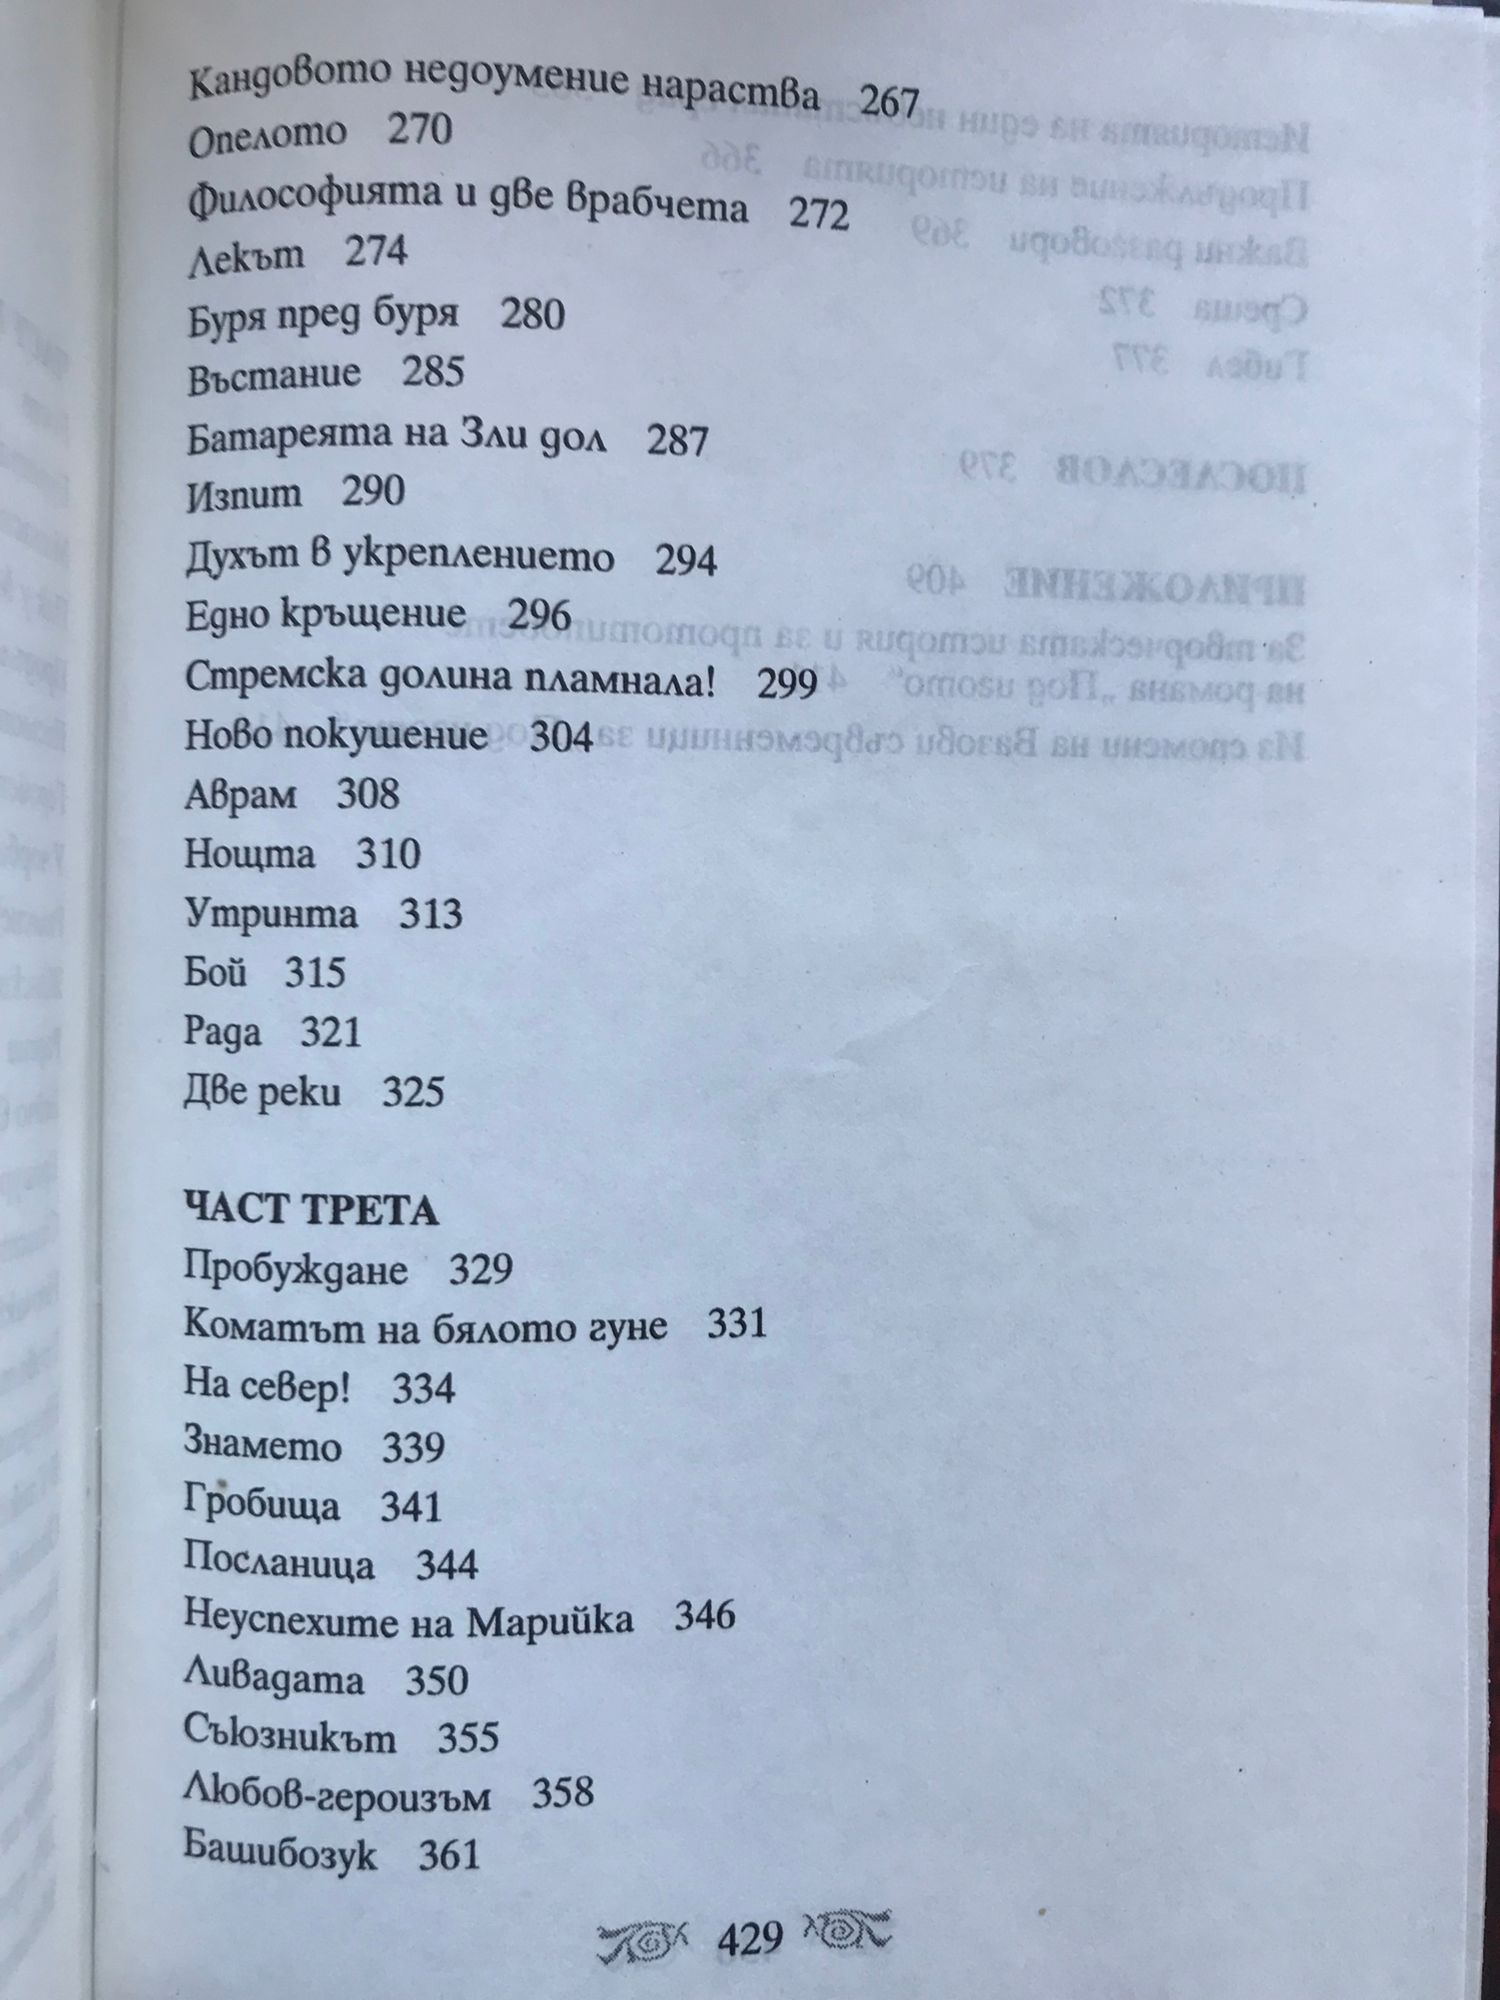 Кандовото недоумение нараства 267
Опелото 270
Философията и две врабчета 272
Лекът 274
Буря пред буря 280
Въстание 285
Батареята на Зли дол 287
Изпит 290
Духът в укреплението 294
Едно кръщение 296
Стремска долина пламнала! 299
Ново покушение 304
Аврам 308
Нощта 310
Утринта 313
Бой 315
Рада 321
Две реки 325
ЧАСТ ТРЕТА
Пробуждане 329
Коматът на бялото гуне 331
На север! 334
Знамето 339
Гробища 341
Посланица 344
Неуспехите на Марийка 346
Ливадата 350
Съюзникът 355
Любов-героизъм 358
Башибозук 361
429